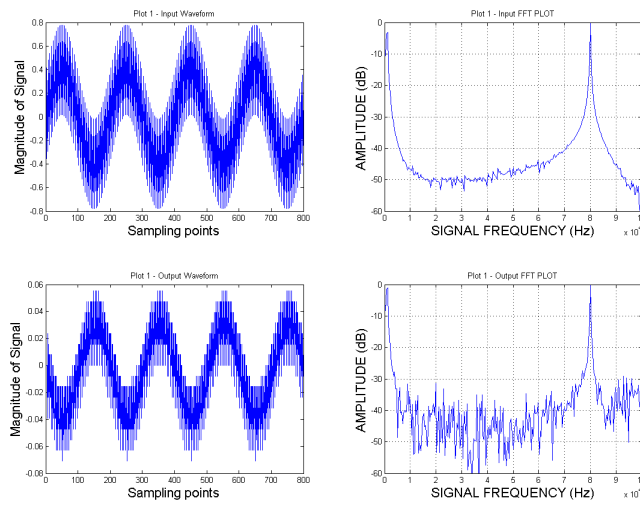 Plot 1 - Input Waveform
0.8
0.6
0.4
0.2
0
-0.2
-0.4
-0.6
-0.8
0 100 200 300 400 500 600 700 800
Magnitude of Signal
Sampling points
Plot 1 - Input FFT PLOT
0
-10
-20
-30
-40
-50
-60
0 1 2 3 4 5 6 7 8 9 1
x 10
AMPLITUDE (dB)
SIGNAL FREQUENCY (Hz)
Plot 1 - Output Waveform
0.06
0.04
0.02
0
-0.02
-0.04
-0.06
-0.08
0 100 200 300 400 500 600 700 800
Magnitude of Signal
Sampling points
Plot 1 - Output FFT PLOT
0
-10
-20
-30
-40
-50
-60
0 1 2 3 4 5 6 7 8 9 1
x 10
AMPLITUDE (dB)
SIGNAL FREQUENCY (Hz)